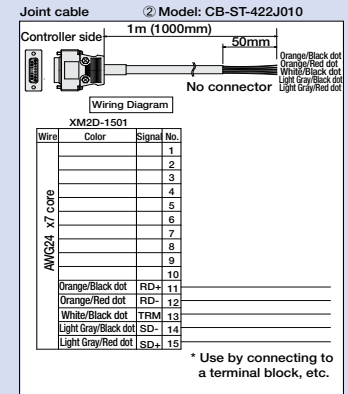 Joint cable ② Model: CB-ST-422J010
Controller side
1m (1000mm)
50mm
Orange/Black dot
Orange/Red dot
White/Black dot
Light Gray/Black dot
Light Gray/Red dot
No connector
Wiring Diagram
XM2D-1501
Wire Color Signal No.
AWG24 x7 core
1
2
3
4
5
6
7
8
9
10
Orange/Black dot RD+ 11
Orange/Red dot RD- 12
White/Black dot TRM 13
Light Gray/Black dot SD- 14
Light Gray/Red dot SD+ 15
* Use by connecting to
a terminal block, etc.